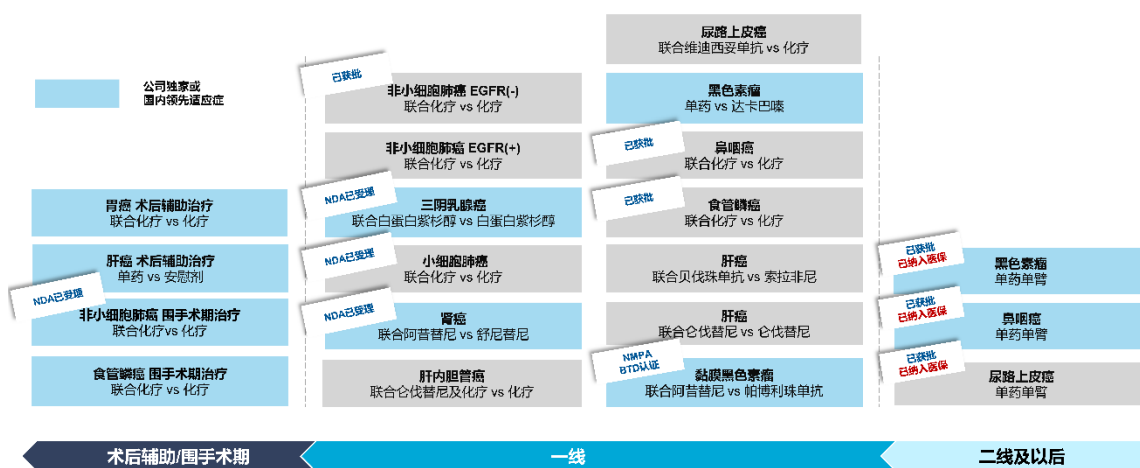 公司独家或
国内领先适应症
胃癌 术后辅助治疗
联合化疗 vs 化疗
肝癌 术后辅助治疗
单药 vs 安慰剂
NDA已受理
非小细胞肺癌 围手术期治疗
联合化疗vs 化疗
食管鳞癌 围手术期治疗
联合化疗 vs 化疗
已获批
非小细胞肺癌 EGFR(-)
联合化疗 vs 化疗
非小细胞肺癌 EGFR(+)
联合化疗 vs 化疗
NDA已受理
三阴乳腺癌
联合白蛋白紫杉醇 vs 白蛋白紫杉醇
NDA已受理
小细胞肺癌
联合化疗 vs 化疗
NDA已受理
肾癌
联合阿昔替尼 vs 舒尼替尼
肝内胆管癌
联合仑伐替尼及化疗 vs 化疗
尿路上皮癌
联合维迪西妥单抗 vs 化疗
黑色素瘤
单药 vs 达卡巴嗪
已获批
鼻咽癌
联合化疗 vs 化疗
已获批
食管鳞癌
联合化疗 vs 化疗
肝癌
联合贝伐珠单抗 vs 索拉非尼
肝癌
联合仑伐替尼 vs 仑伐替尼
NMPA
BTD认证
黏膜黑色素瘤
联合阿昔替尼 vs 帕博利珠单抗
已获批
已纳入医保
黑色素瘤
单药单臂
已获批
已纳入医保
鼻咽癌
单药单臂
已获批
已纳入医保
尿路上皮癌
单药单臂
术后辅助/围手术期
一线
二线及以后